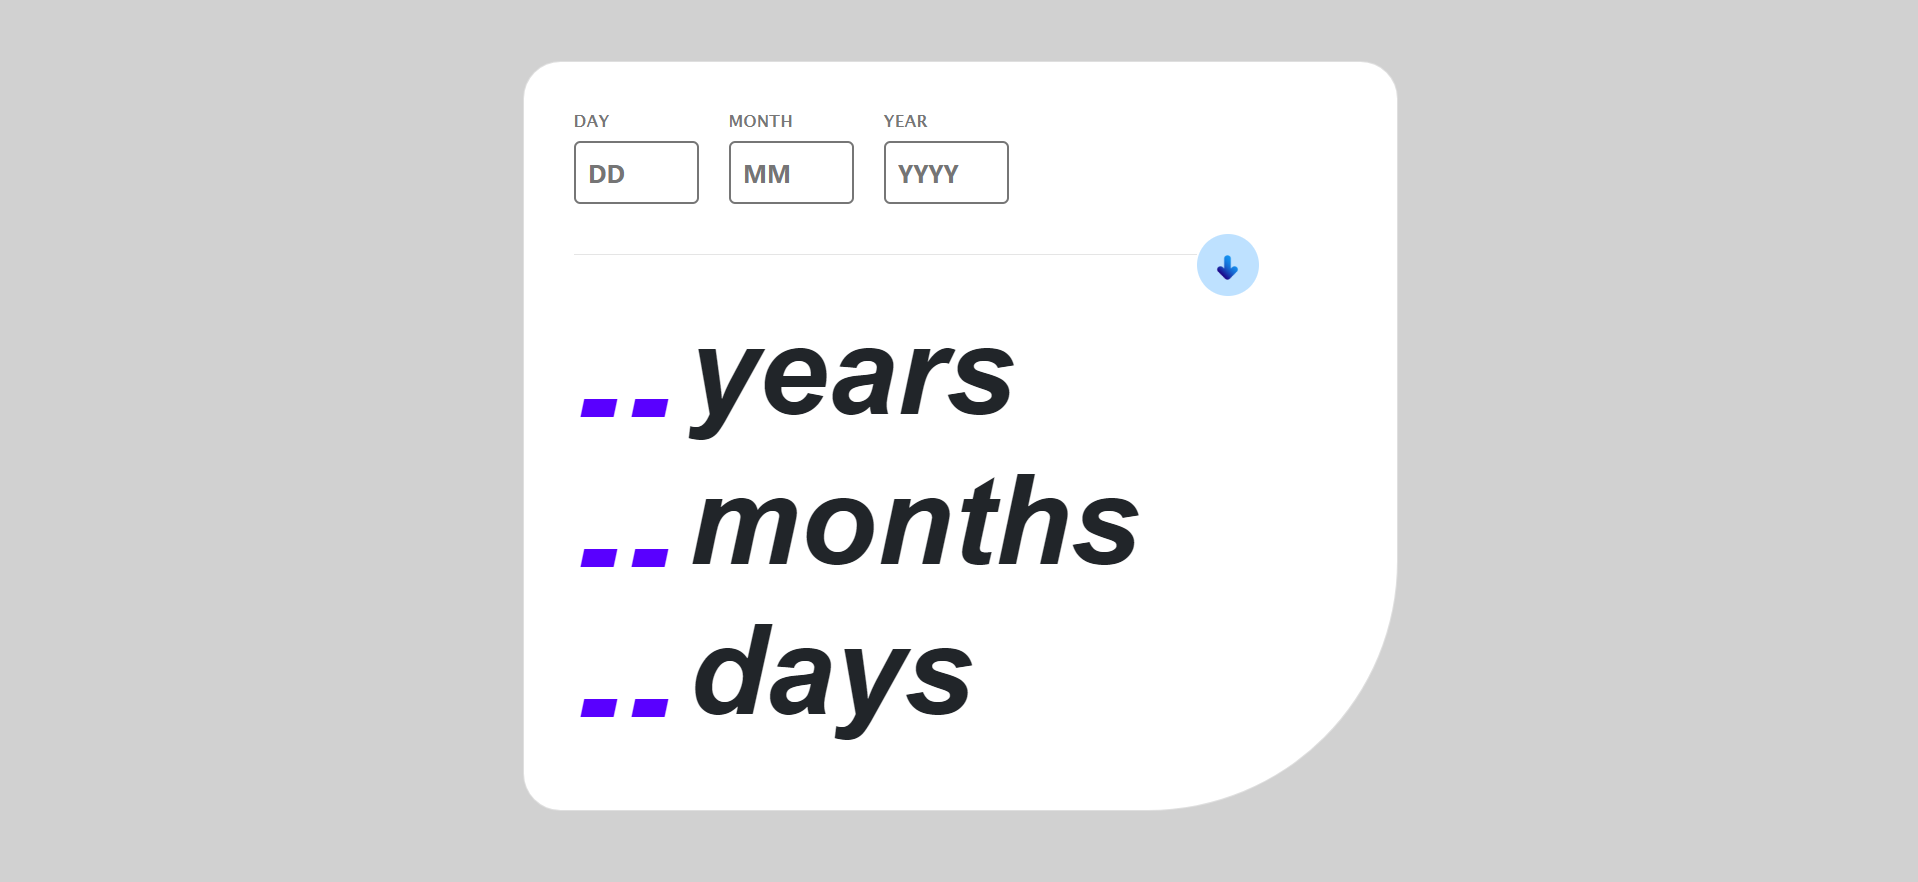 DAY MONTH YEAR
DD MM YYYY
-- years
-- months
-- days